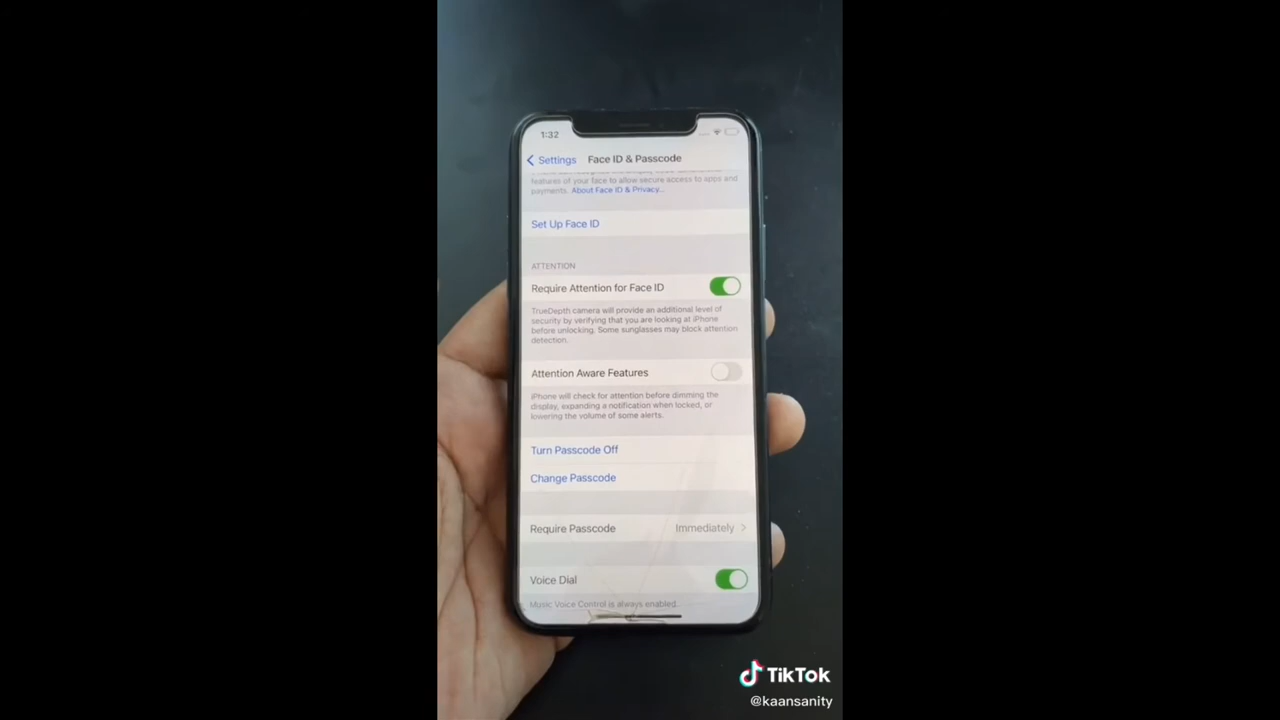 1:32
Settings Face ID & Passcode
features of your face to allow secure access to apps and
payments. About Face ID & Privacy...
Set Up Face ID
ATTENTION
Require Attention for Face ID
TrueDepth camera will provide an additional level of
security by verifying that you are looking at iPhone
before unlocking. Some sunglasses may block attention
detection.
Attention Aware Features
iPhone will check for attention before dimming the
display, expanding a notification when locked, or
lowering the volume of some alerts.
Turn Passcode Off
Change Passcode
Require Passcode Immediately
Voice Dial
Music Voice Control is always enabled.
TikTok
@kaansanity